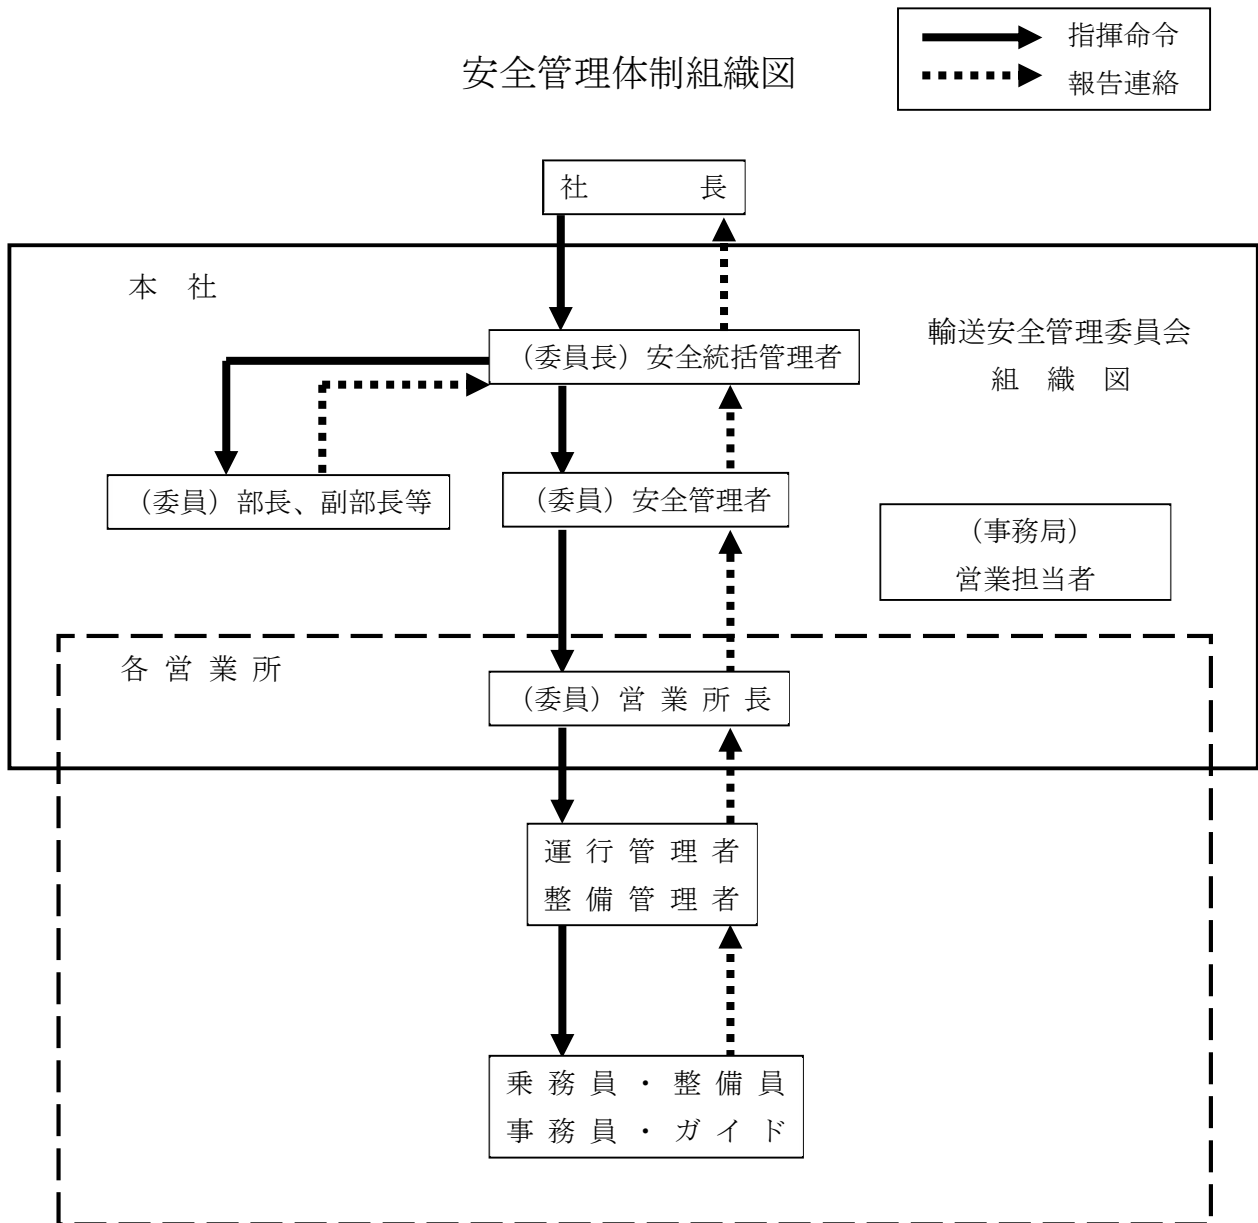 安全管理体制組織図
指揮命令
報告連絡
社　　　　長
本　社
輸送安全管理委員会
組　織　図
（委員長）安全統括管理者
（委員）部長、副部長等
（委員）安全管理者
（事務局）
営業担当者
各 営 業 所
（委員）営 業 所 長
運 行 管 理 者
整 備 管 理 者
乗 務 員 ・ 整 備 員
事 務 員 ・ ガ イ ド